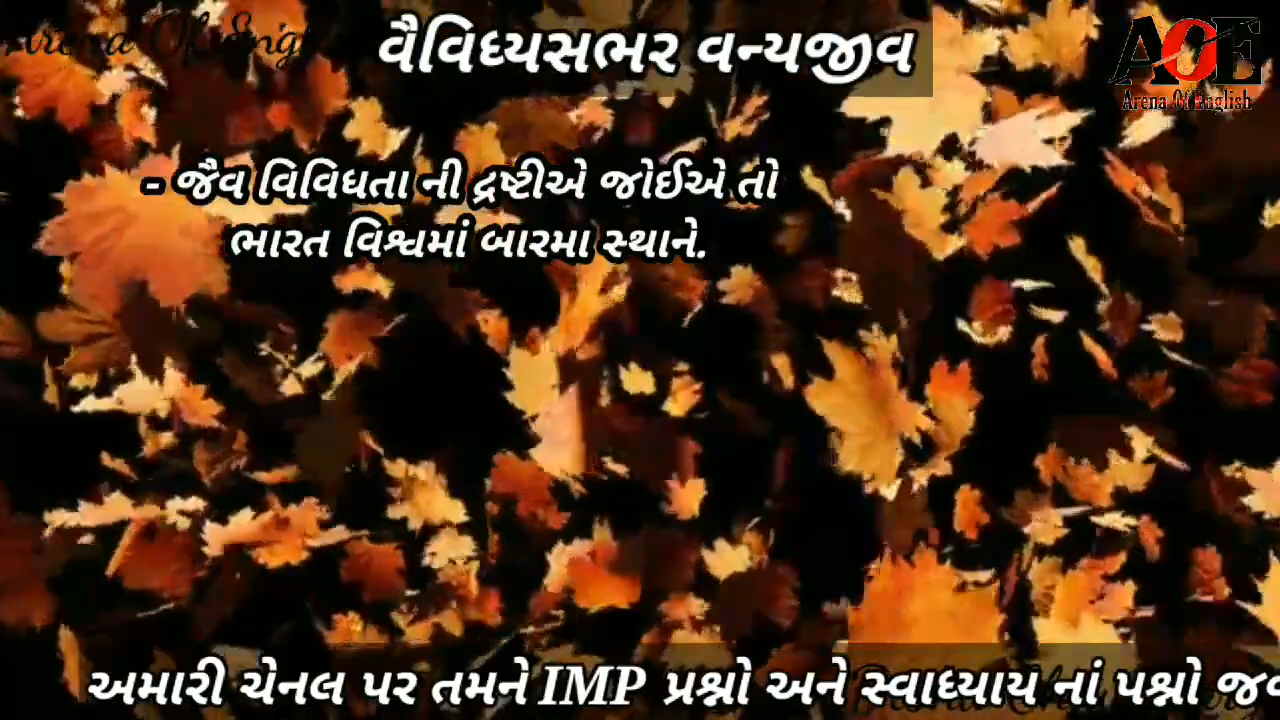 વૈવિધ્યસભર વન્યજીવ
AOE
Arena Of English
- જૈવ વિવિધતા ની દ્રષ્ટીએ જોઈએ તો
ભારત વિશ્વમાં બારમા સ્થાને.
અમારી ચેનલ પર તમને IMP પ્રશ્નો અને સ્વાધ્યાય નાં પશ્નો